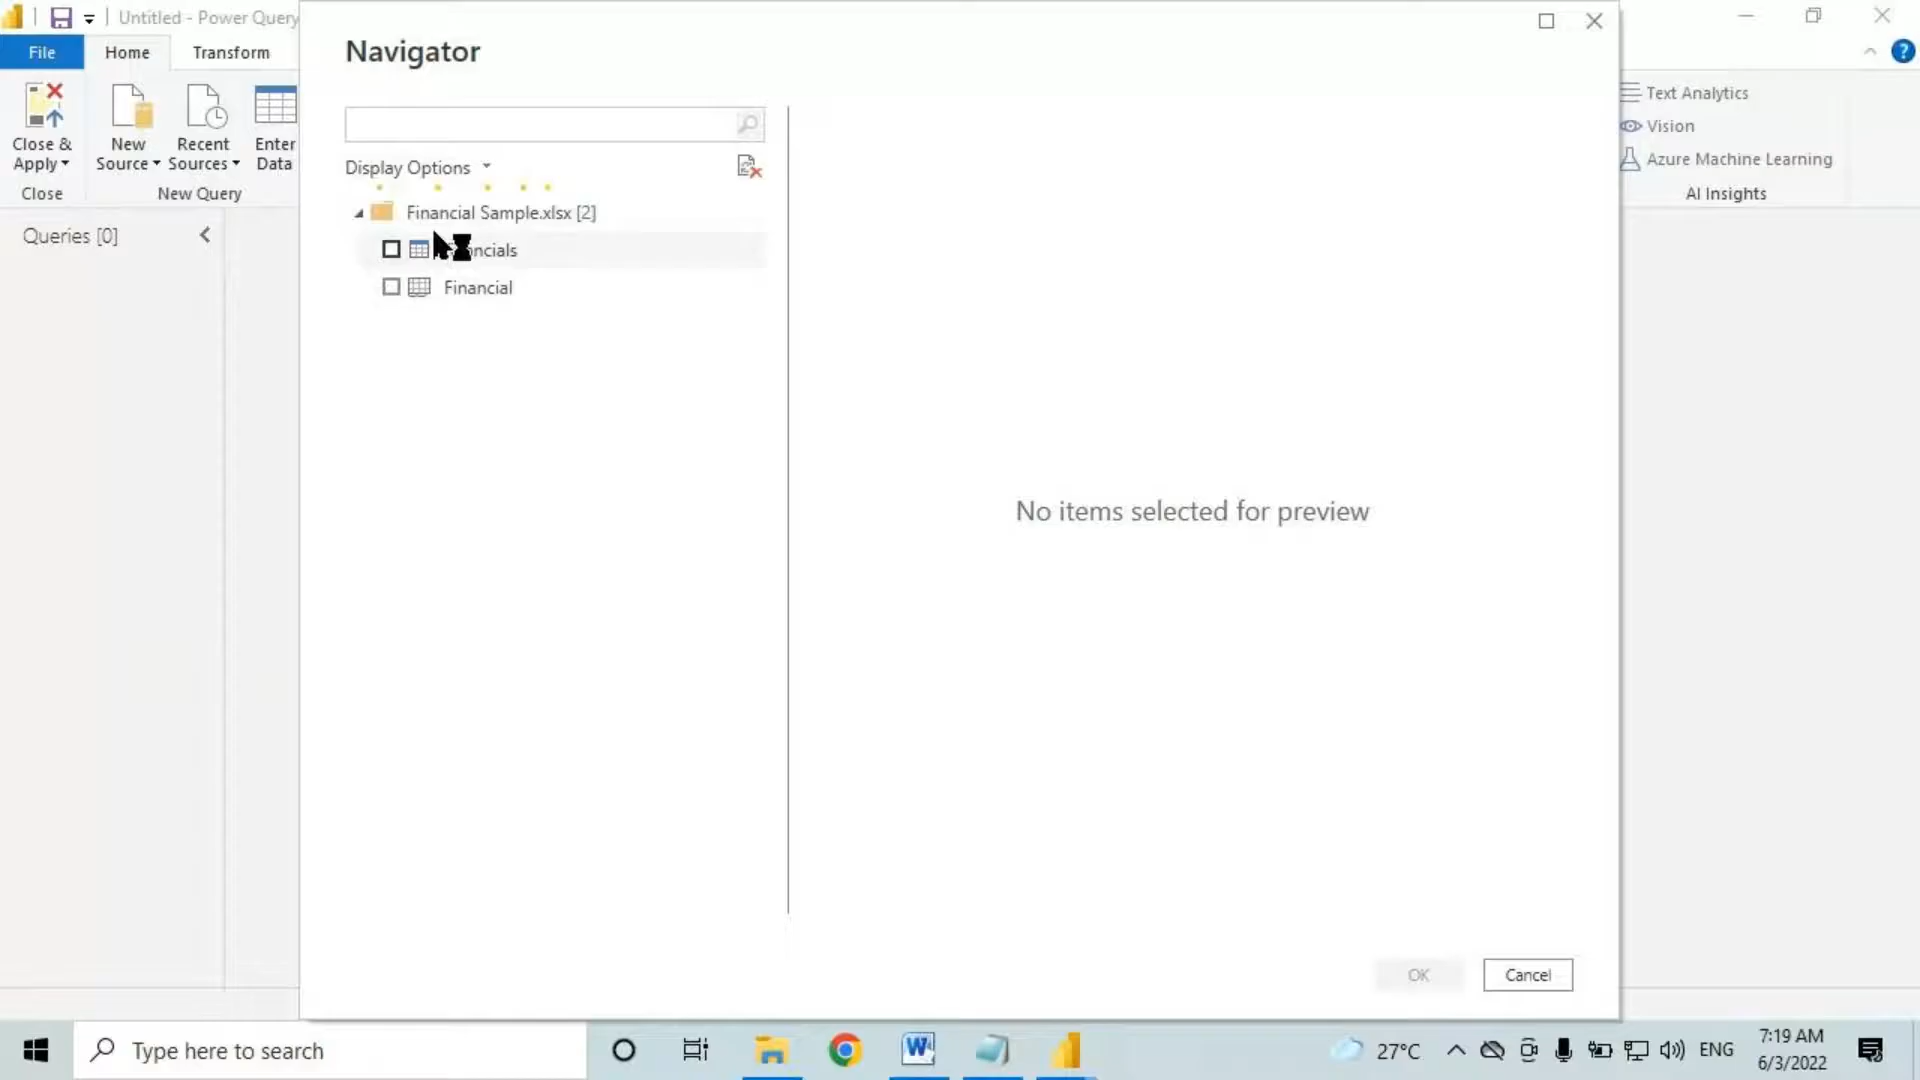 Untitled - Power Query
File
Home
Transform
Close &
Apply
New
Source
Recent
Sources
Enter
Data
Close
New Query
Queries [0]
Navigator
Display Options
Financial Sample.xlsx [2]
Financial
No items selected for preview
OK
Cancel
?
Text Analytics
Vision
Azure Machine Learning
AI Insights
Type here to search
W
27°C
ENG
7:19 AM
6/3/2022